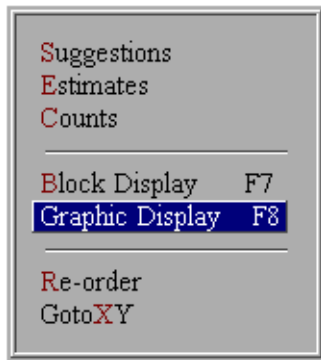 Suggestions
Estimates
Counts
Block Display F7
Graphic Display F8
Re-order
GotoXY